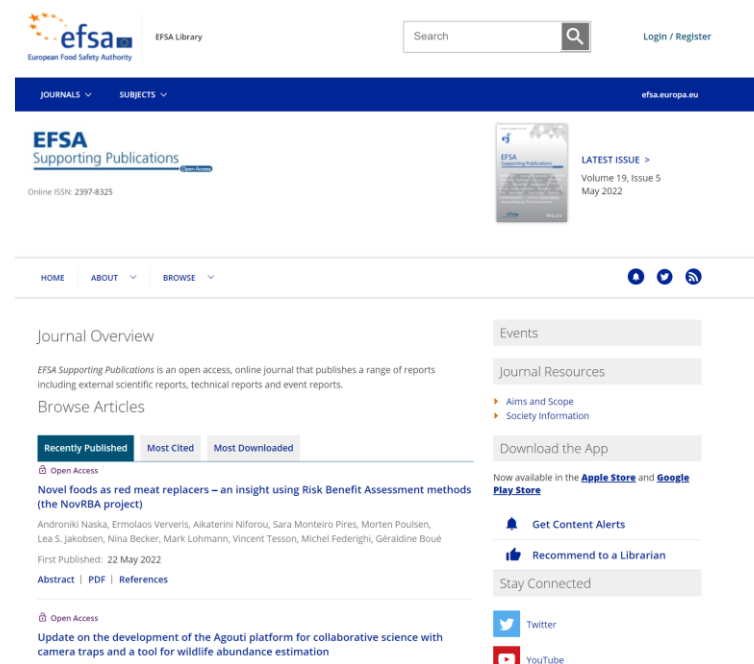 efsa
European Food Safety Authority
EFSA Library
Search
Login / Register
JOURNALS
SUBJECTS
efsa.europa.eu
EFSA
Supporting Publications
Open Access
Online ISSN: 2397-8325
EFSA
Supporting Publications
LATEST ISSUE >
Volume 19, Issue 5
May 2022
HOME
ABOUT
BROWSE
Journal Overview
EFSA Supporting Publications is an open access, online journal that publishes a range of reports
including external scientific reports, technical reports and event reports.
Browse Articles
Recently Published
Most Cited
Most Downloaded
Open Access
Novel foods as red meat replacers – an insight using Risk Benefit Assessment methods
(the NovRBA project)
Androniki Naska, Ermolaos Ververis, Aikaterini Niforou, Sara Monteiro Pires, Morten Poulsen,
Lea S. Jakobsen, Nina Becker, Mark Lohmann, Vincent Tesson, Michel Federighi, Géraldine Boué
First Published: 22 May 2022
Abstract | PDF | References
Open Access
Update on the development of the Agouti platform for collaborative science with
camera traps and a tool for wildlife abundance estimation
Events
Journal Resources
Aims and Scope
Society Information
Download the App
Now available in the Apple Store and Google
Play Store
Get Content Alerts
Recommend to a Librarian
Stay Connected
Twitter
YouTube